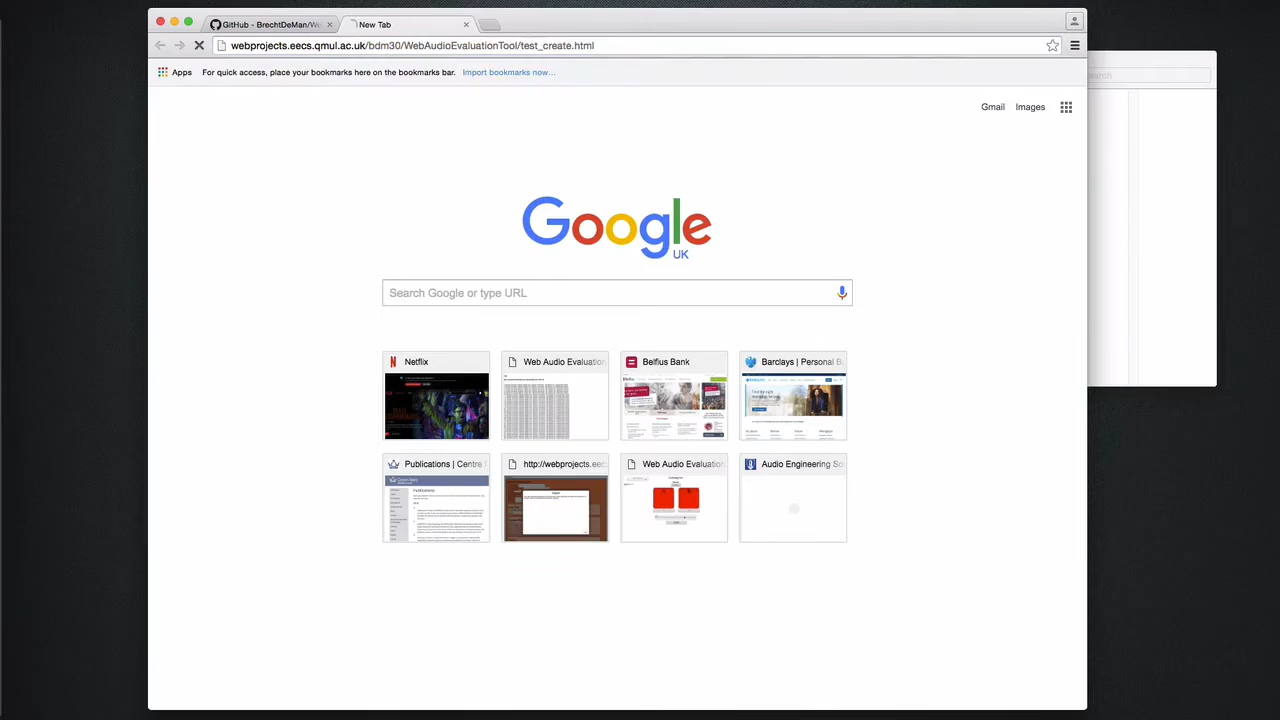 GitHub - BrechtDeMan/We
New Tab
webprojects.eecs.qmul.ac.uk/bdm30/WebAudioEvaluationTool/test_create.html
Apps
For quick access, place your bookmarks here on the bookmarks bar.
Import bookmarks now...
Gmail
Images
Google
UK
Search Google or type URL
Netflix
Web Audio Evaluation
Belfius Bank
Barclays | Personal B
Publications | Centre
http://webprojects.eec
Web Audio Evaluation
Audio Engineering So